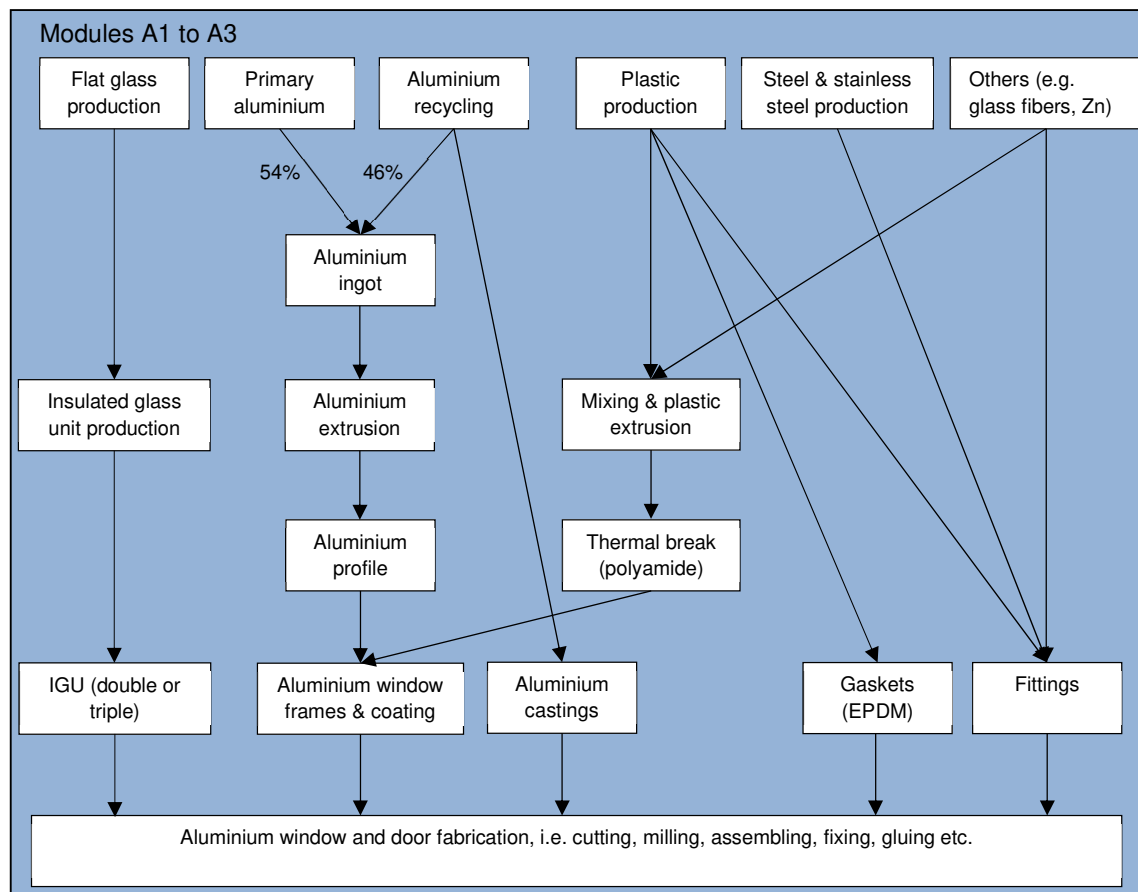 Modules A1 to A3
Flat glass
production
Primary
aluminium
Aluminium
recycling
Plastic
production
Steel & stainless
steel production
Others (e.g.
glass fibers, Zn)
54%
46%
Aluminium
ingot
Insulated glass
unit production
Aluminium
extrusion
Mixing & plastic
extrusion
Aluminium
profile
Thermal break
(polyamide)
IGU (double or
triple)
Aluminium window
frames & coating
Aluminium
castings
Gaskets
(EPDM)
Fittings
Aluminium window and door fabrication, i.e. cutting, milling, assembling, fixing, gluing etc.